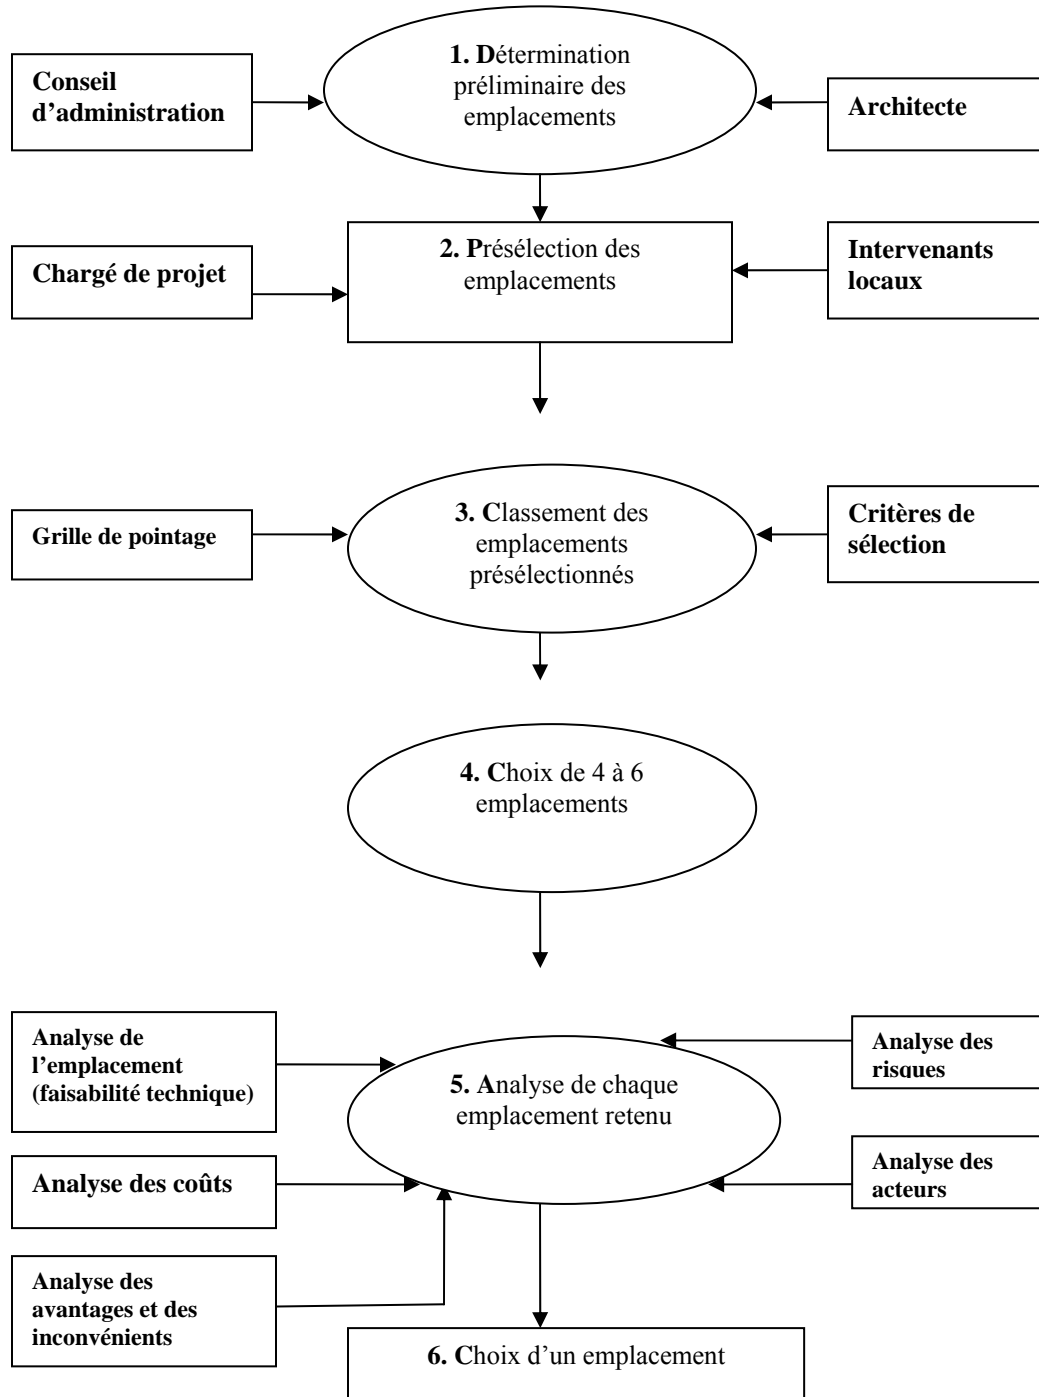 1. Détermination
préliminaire des
emplacements
Conseil
d’administration
Architecte
2. Présélection des
emplacements
Chargé de projet
Intervenants
locaux
3. Classement des
emplacements
présélectionnés
Grille de pointage
Critères de
sélection
4. Choix de 4 à 6
emplacements
Analyse de
l’emplacement
(faisabilité technique)
Analyse des
risques
5. Analyse de chaque
emplacement retenu
Analyse des coûts
Analyse des
acteurs
Analyse des
avantages et des
inconvénients
6. Choix d’un emplacement